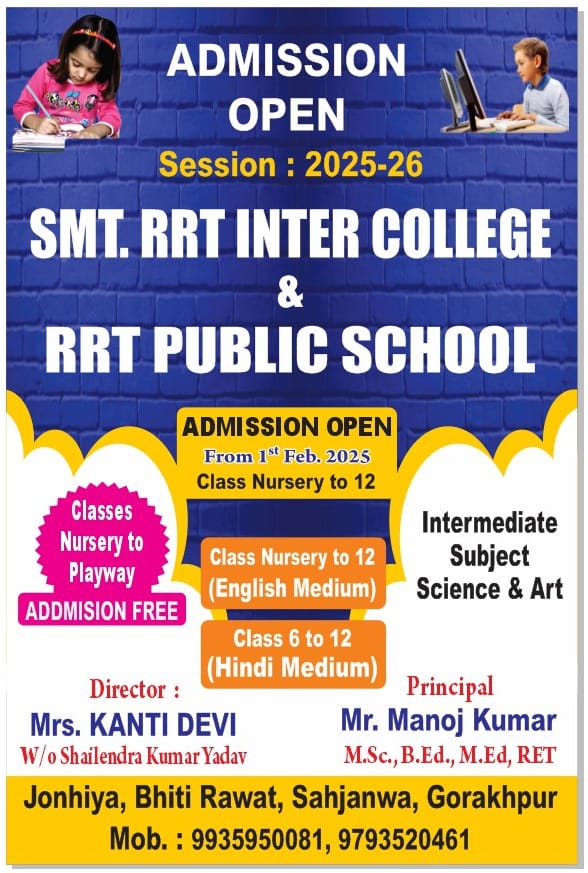 ADMISSION
OPEN
Session : 2025-26
SMT. RRT INTER COLLEGE
&
RRT PUBLIC SCHOOL
ADMISSION OPEN
From 1st Feb. 2025
Class Nursery to 12
Classes
Nursery to
Playway
ADDMISION FREE
Class Nursery to 12
(English Medium)
Class 6 to 12
(Hindi Medium)
Intermediate
Subject
Science & Art
Director :
Mrs. KANTI DEVI
W/o Shailendra Kumar Yadav
Principal
Mr. Manoj Kumar
M.Sc., B.Ed., M.Ed, RET
Jonhiya, Bhiti Rawat, Sahjanwa, Gorakhpur
Mob. : 9935950081, 9793520461